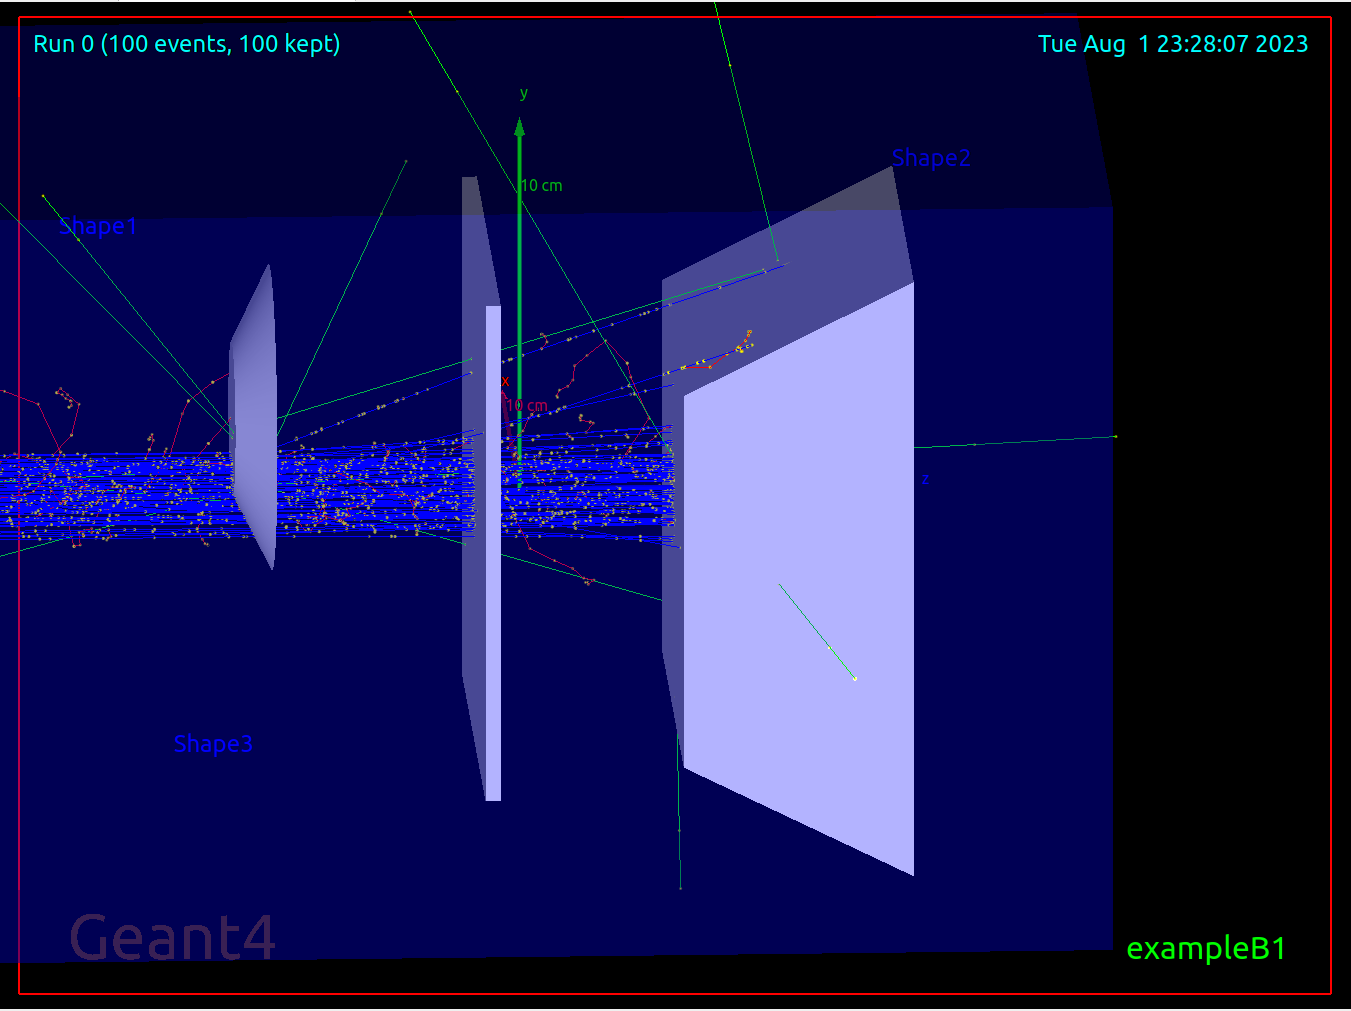 Run 0 (100 events, 100 kept)
Tue Aug  1 23:28:07 2023
y
Shape2
10 cm
Shape1
x
10 cm
z
Shape3
Geant4
exampleB1